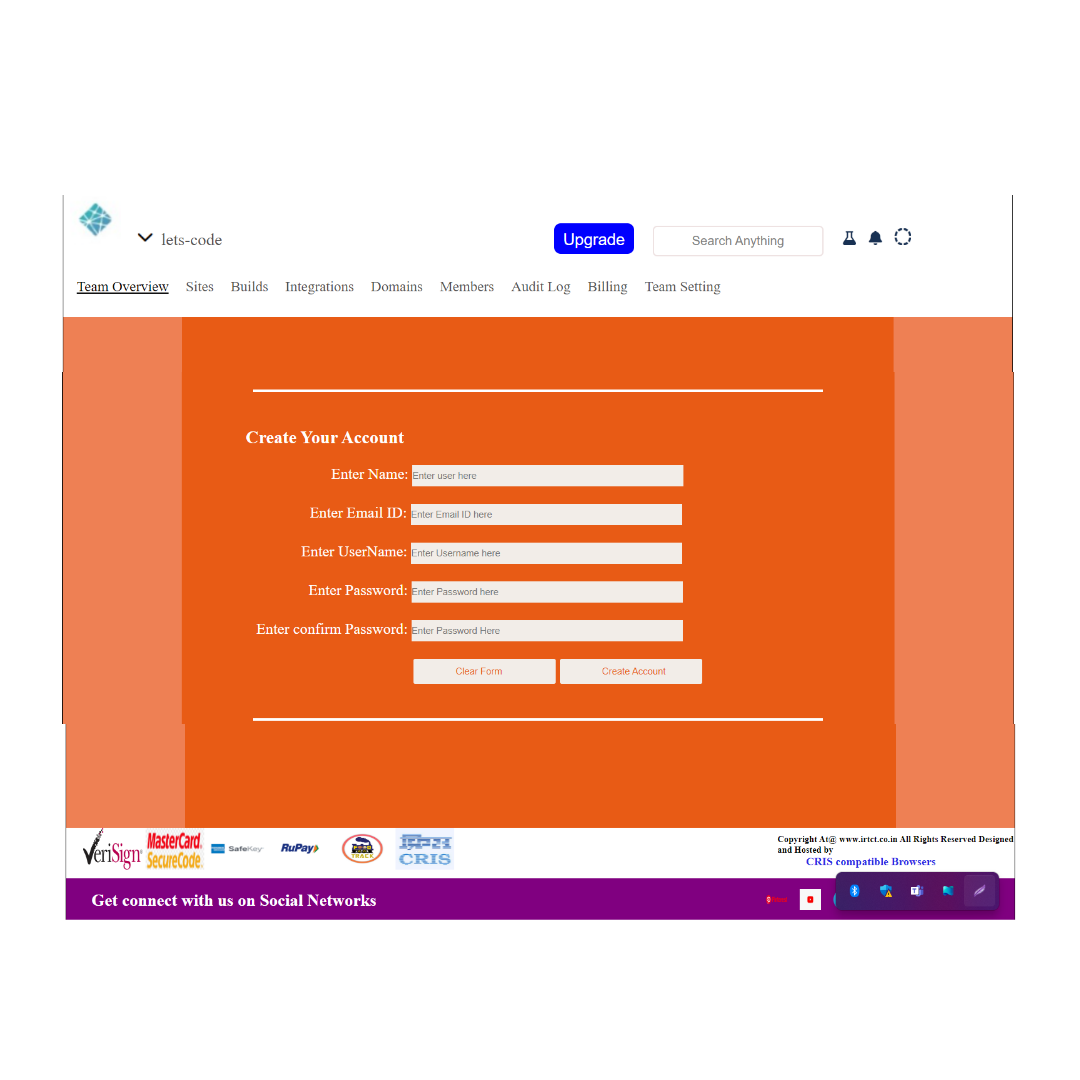 lets-code
Upgrade
Search Anything
Team Overview Sites Builds Integrations Domains Members Audit Log Billing Team Setting
Create Your Account
Enter Name: Enter user here
Enter Email ID: Enter Email ID here
Enter UserName: Enter Username here
Enter Password: Enter Password here
Enter confirm Password: Enter Password Here
Clear Form Create Account
VeriSign MasterCard. SecureCode. SafeKey RuPay TRACK CRIS
Copyright At@ www.irtct.co.in All Rights Reserved Designed
and Hosted by
CRIS compatible Browsers
Get connect with us on Social Networks